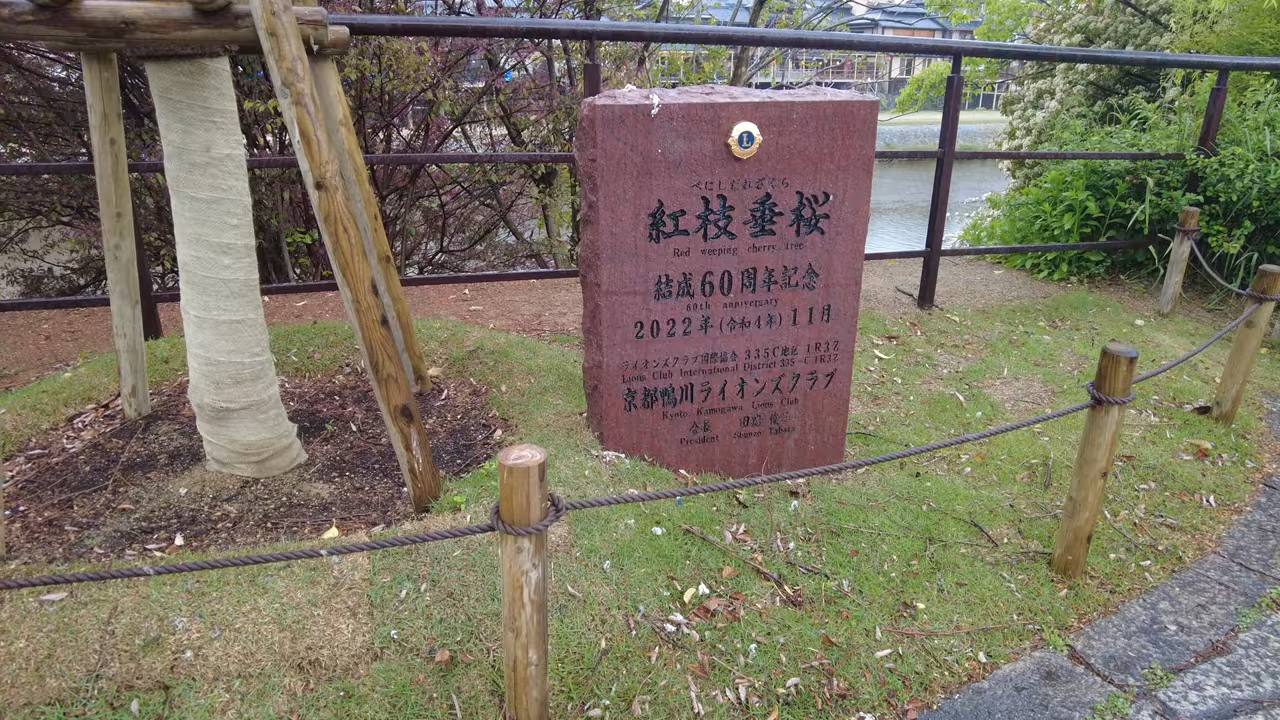 L
べにしだれざくら
紅枝垂桜
Red weeping cherry tree
結成60周年記念
60th anniversary
2022年(令和4年)11月
ライオンズクラブ国際協会 335C地区 1R3Z
Lions Club International District 335-C 1R3Z
京都鴨川ライオンズクラブ
Kyoto Kamogawa Lions Club
会長
President